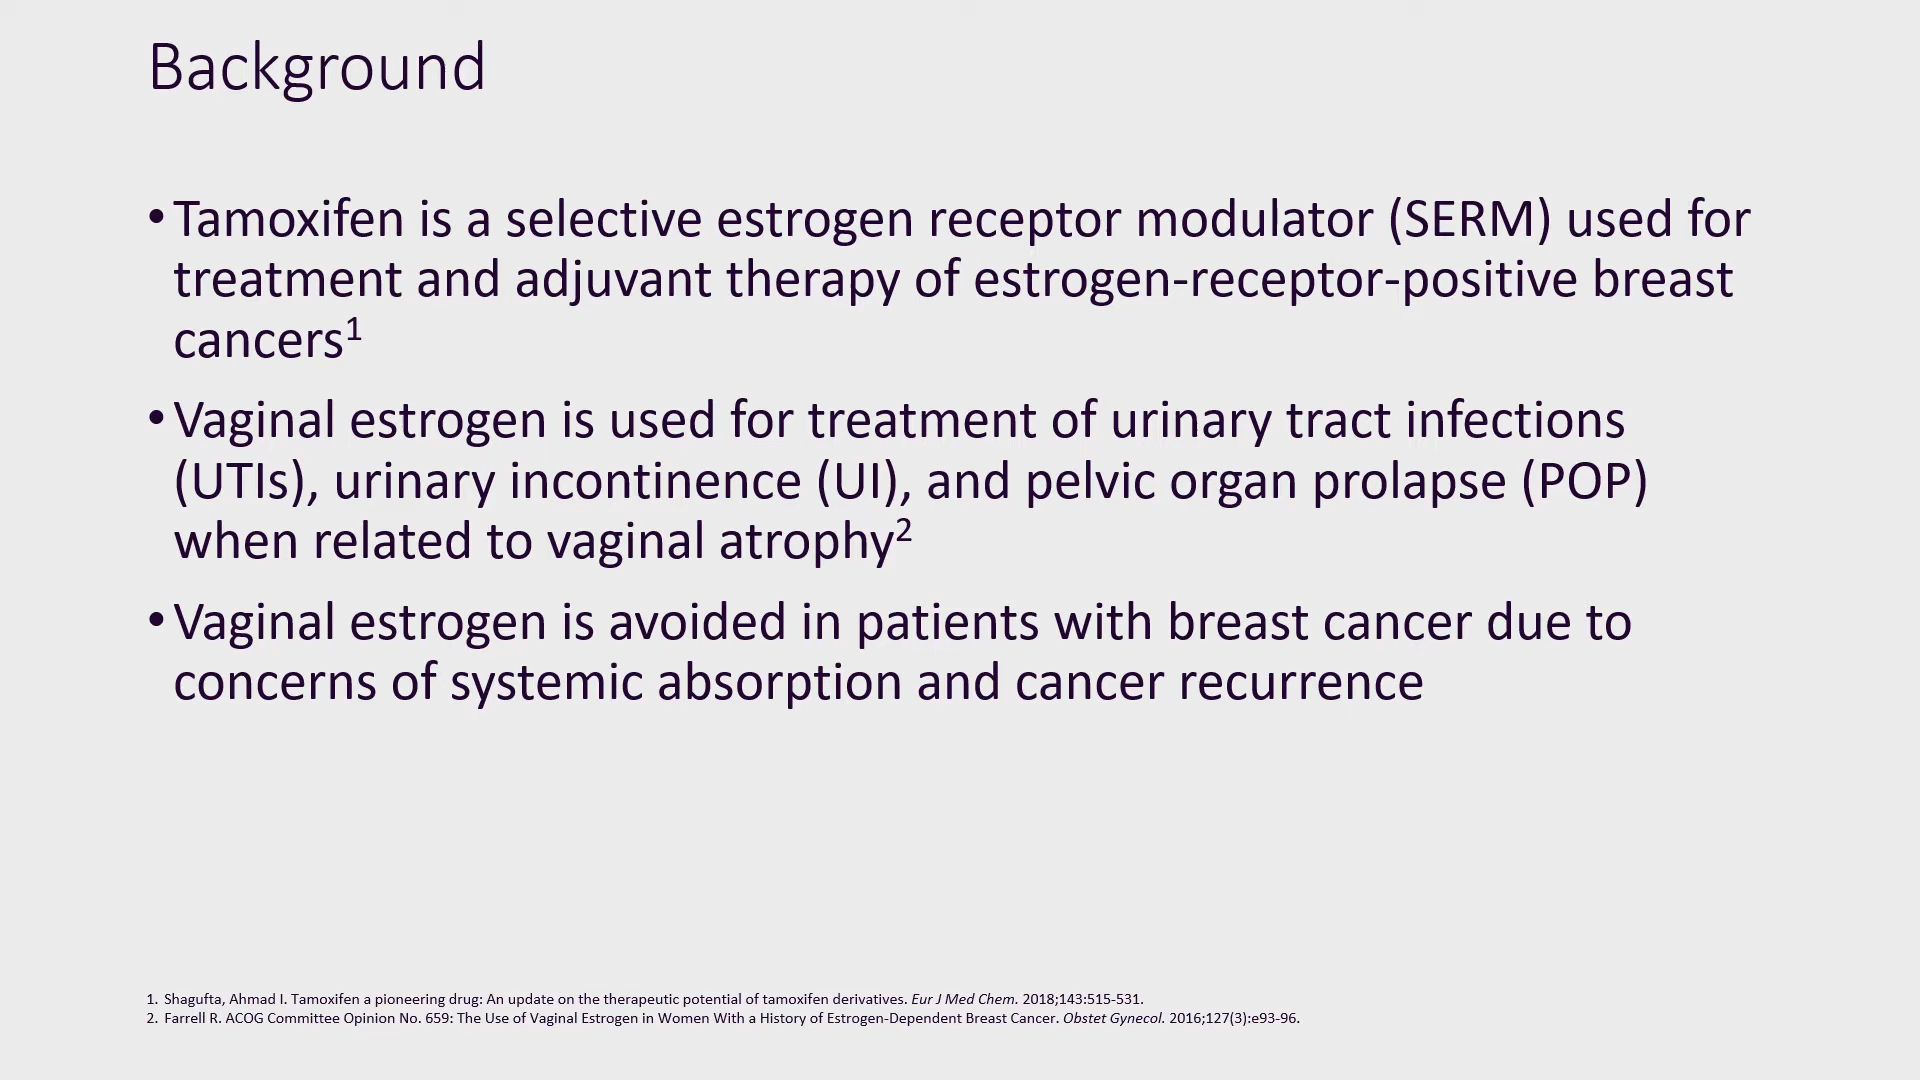 Background
• Tamoxifen is a selective estrogen receptor modulator (SERM) used for
treatment and adjuvant therapy of estrogen-receptor-positive breast
cancers¹
• Vaginal estrogen is used for treatment of urinary tract infections
(UTIs), urinary incontinence (UI), and pelvic organ prolapse (POP)
when related to vaginal atrophy²
• Vaginal estrogen is avoided in patients with breast cancer due to
concerns of systemic absorption and cancer recurrence
1. Shagufta, Ahmad I. Tamoxifen a pioneering drug: An update on the therapeutic potential of tamoxifen derivatives. Eur J Med Chem. 2018;143:515-531.
2. Farrell R. ACOG Committee Opinion No. 659: The Use of Vaginal Estrogen in Women With a History of Estrogen-Dependent Breast Cancer. Obstet Gynecol. 2016;127(3):e93-96.